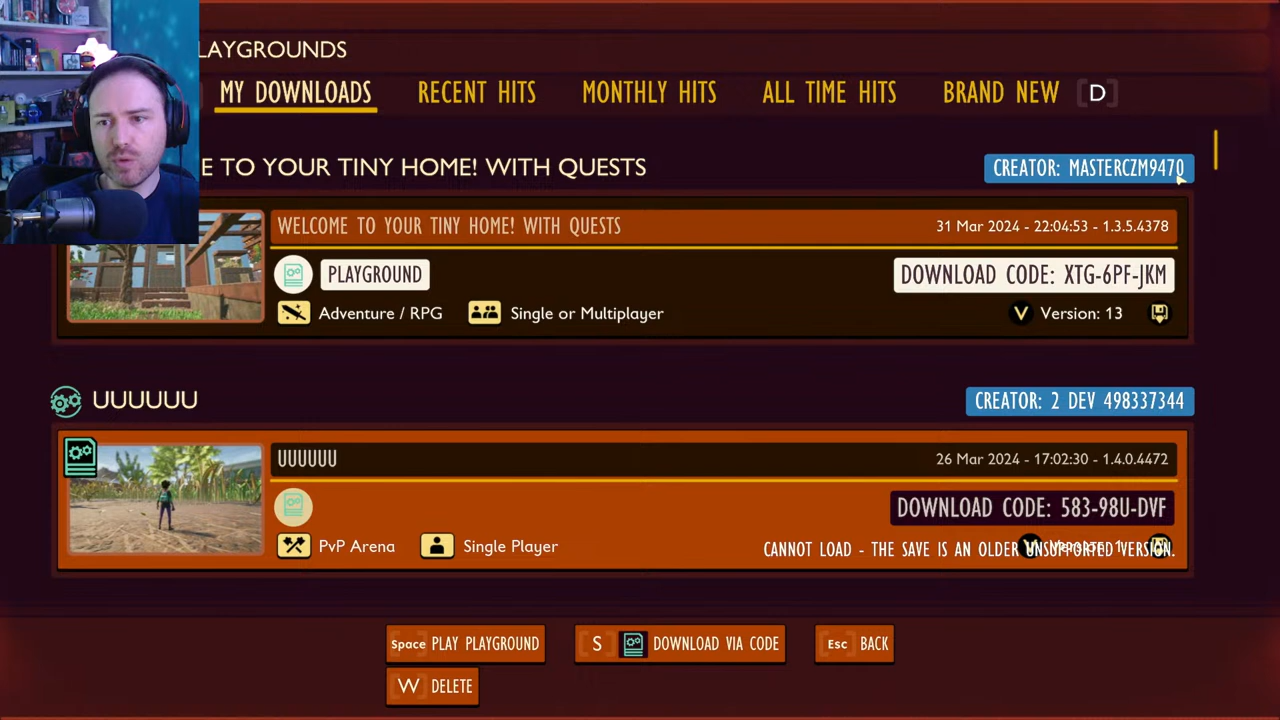 LAYGROUNDS
MY DOWNLOADS RECENT HITS MONTHLY HITS ALL TIME HITS BRAND NEW [D]
E TO YOUR TINY HOME! WITH QUESTS CREATOR: MASTERCZM9470
WELCOME TO YOUR TINY HOME! WITH QUESTS 31 Mar 2024 - 22:04:53 - 1.3.5.4378
PLAYGROUND DOWNLOAD CODE: XTG-6PF-JKM
Adventure / RPG Single or Multiplayer V Version: 13
UUUUUU CREATOR: 2 DEV 498337344
UUUUUU 26 Mar 2024 - 17:02:30 - 1.4.0.4472
DOWNLOAD CODE: 583-98U-DVF
PvP Arena Single Player CANNOT LOAD - THE SAVE IS AN OLDER UNSUPPORTED VERSION.
[Space] PLAY PLAYGROUND [S] DOWNLOAD VIA CODE [Esc] BACK
[W] DELETE